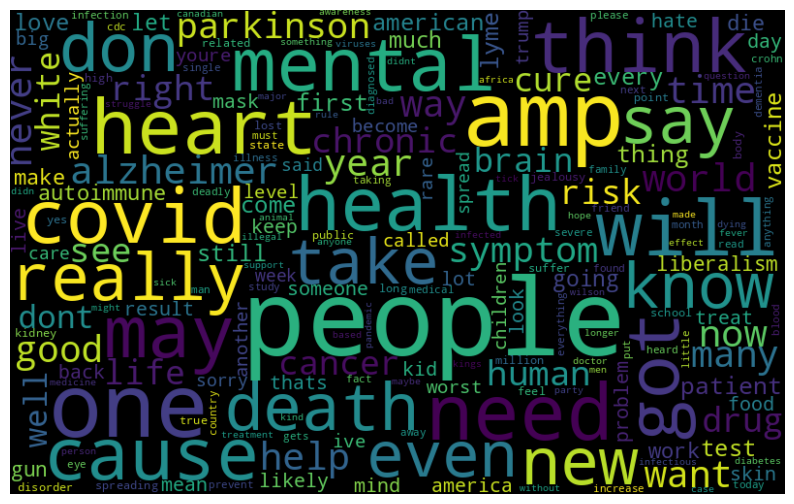 infection canadian awareness
love cdc let american please
big don parkinson much hate die
related something viruses lyme trump
youre didnt think day
high single mental cure every crohn
never white actually suffering right diagnosed africa time
struggle mask first way major bad question
heart amp say
next point dementia
must rule become
lost state chronic thing vaccine
alzheimer illness said year brain body
make didn deadly taking rare spread
autoimmune level come health jealousy risk world
live yes animal keep tick family
covid illegal public called hope friend will made dying anything
care see still anyone infected severe month fever
really man support take symptom effect read
sick week study lot suffer found liberalism
dont might someone long medical children look going know
kidney result another people everything wilson school treat blood
good may pandemic based million longer now
back life cancer kid human doctor heard little many
medicine thats kings put men
sorry fact worst feel problem got patient
well one true country death maybe party need drug
kind food
person treatment gets away
cause even new work test
gun eye help ive infectious want diabetes
spreading mean likely mind america skin
disorder prevent without increase case today